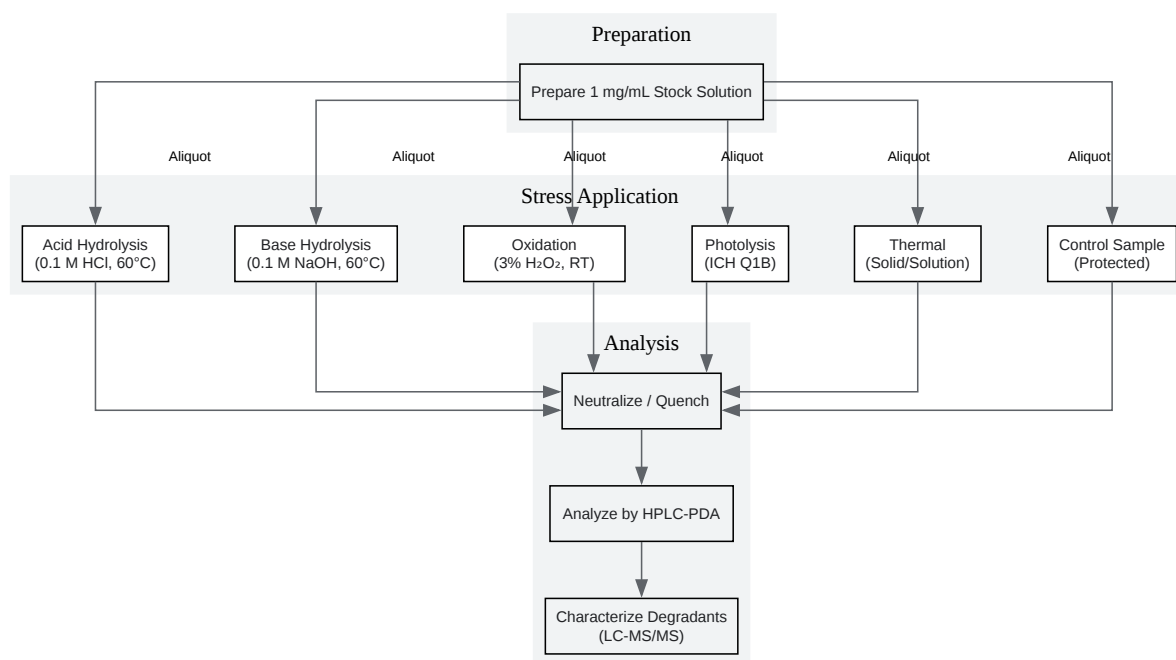 Preparation
Prepare 1 mg/mL Stock Solution
Aliquot
Aliquot
Aliquot
Aliquot
Aliquot
Aliquot
Stress Application
Acid Hydrolysis
(0.1 M HCl, 60°C)
Base Hydrolysis
(0.1 M NaOH, 60°C)
Oxidation
(3% H₂O₂, RT)
Photolysis
(ICH Q1B)
Thermal
(Solid/Solution)
Control Sample
(Protected)
Analysis
Neutralize / Quench
Analyze by HPLC-PDA
Characterize Degradants
(LC-MS/MS)